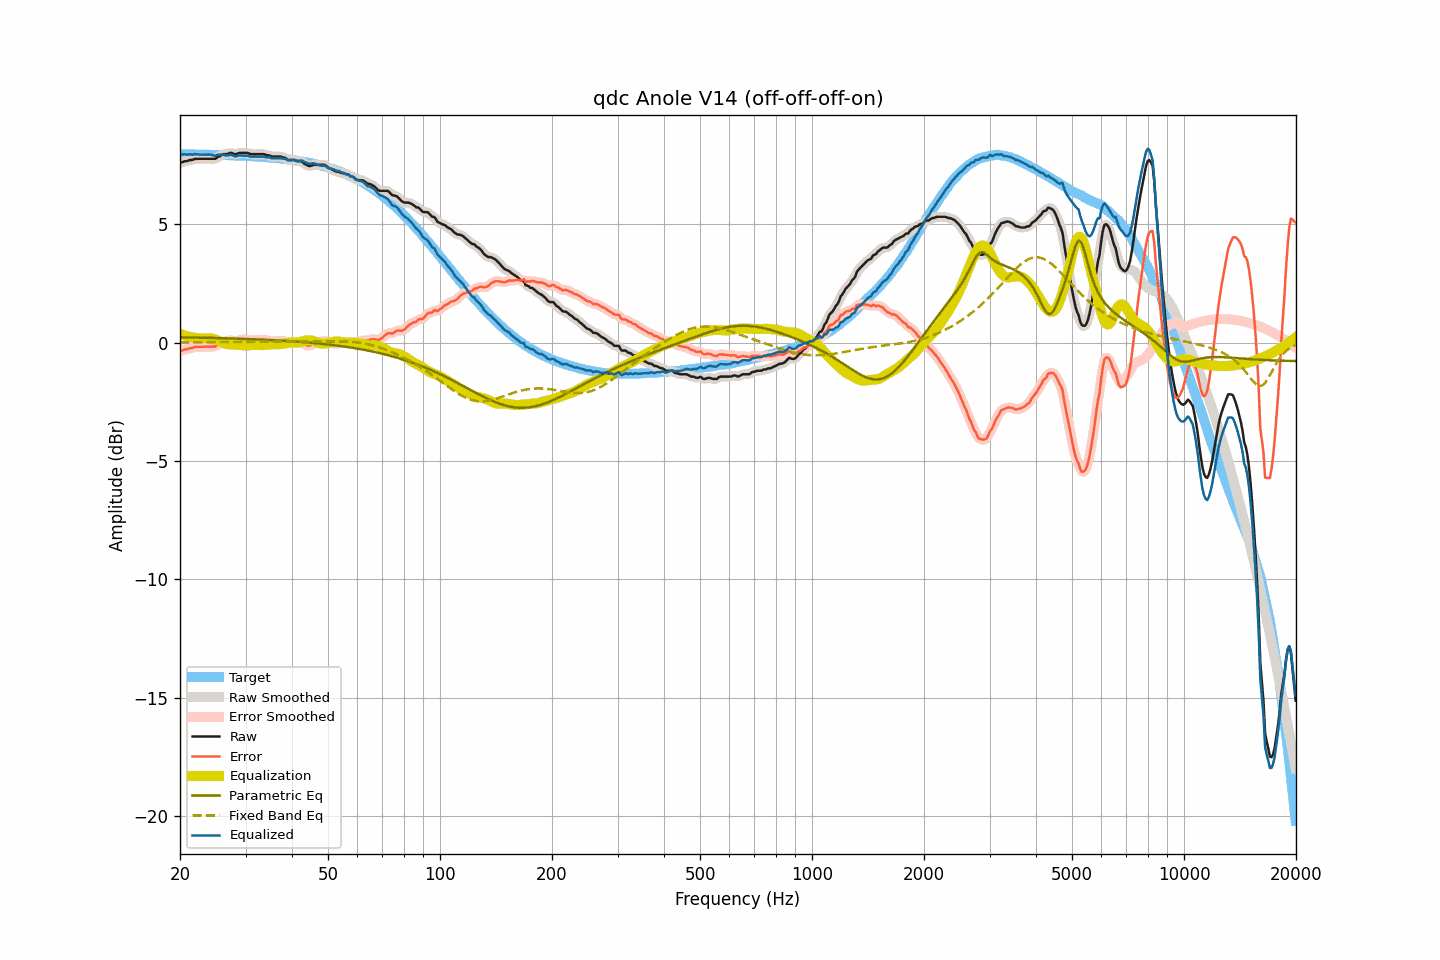 qdc Anole V14 (off-off-off-on)
Amplitude (dBr)
5
0
−5
−10
−15
−20
Target
Raw Smoothed
Error Smoothed
Raw
Error
Equalization
Parametric Eq
Fixed Band Eq
Equalized
20 50 100 200 500 1000 2000 5000 10000 20000
Frequency (Hz)